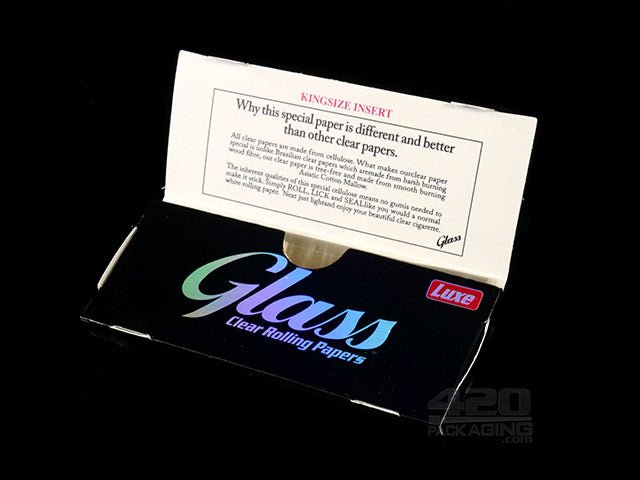 KINGSIZE INSERT
Why this special paper is different and better
than other clear papers.
All clear papers are made from cellulose. What makes ourclear paper
special is unlike Brazilian clear papers which aremade from harsh burning
wood fibre, our clear paper is tree-free and made from smooth burning
Asiatic Cotton Mallow.
The inherent qualities of this special cellulose means no gumis needed to
make it stick. Simply ROLL, LICK and SEALlike you would a normal
white rolling paper. Next just lightand enjoy your beautiful clear cigarette.
Glass
Luxe
Glass
Clear Rolling Papers
420
PACKAGING.com